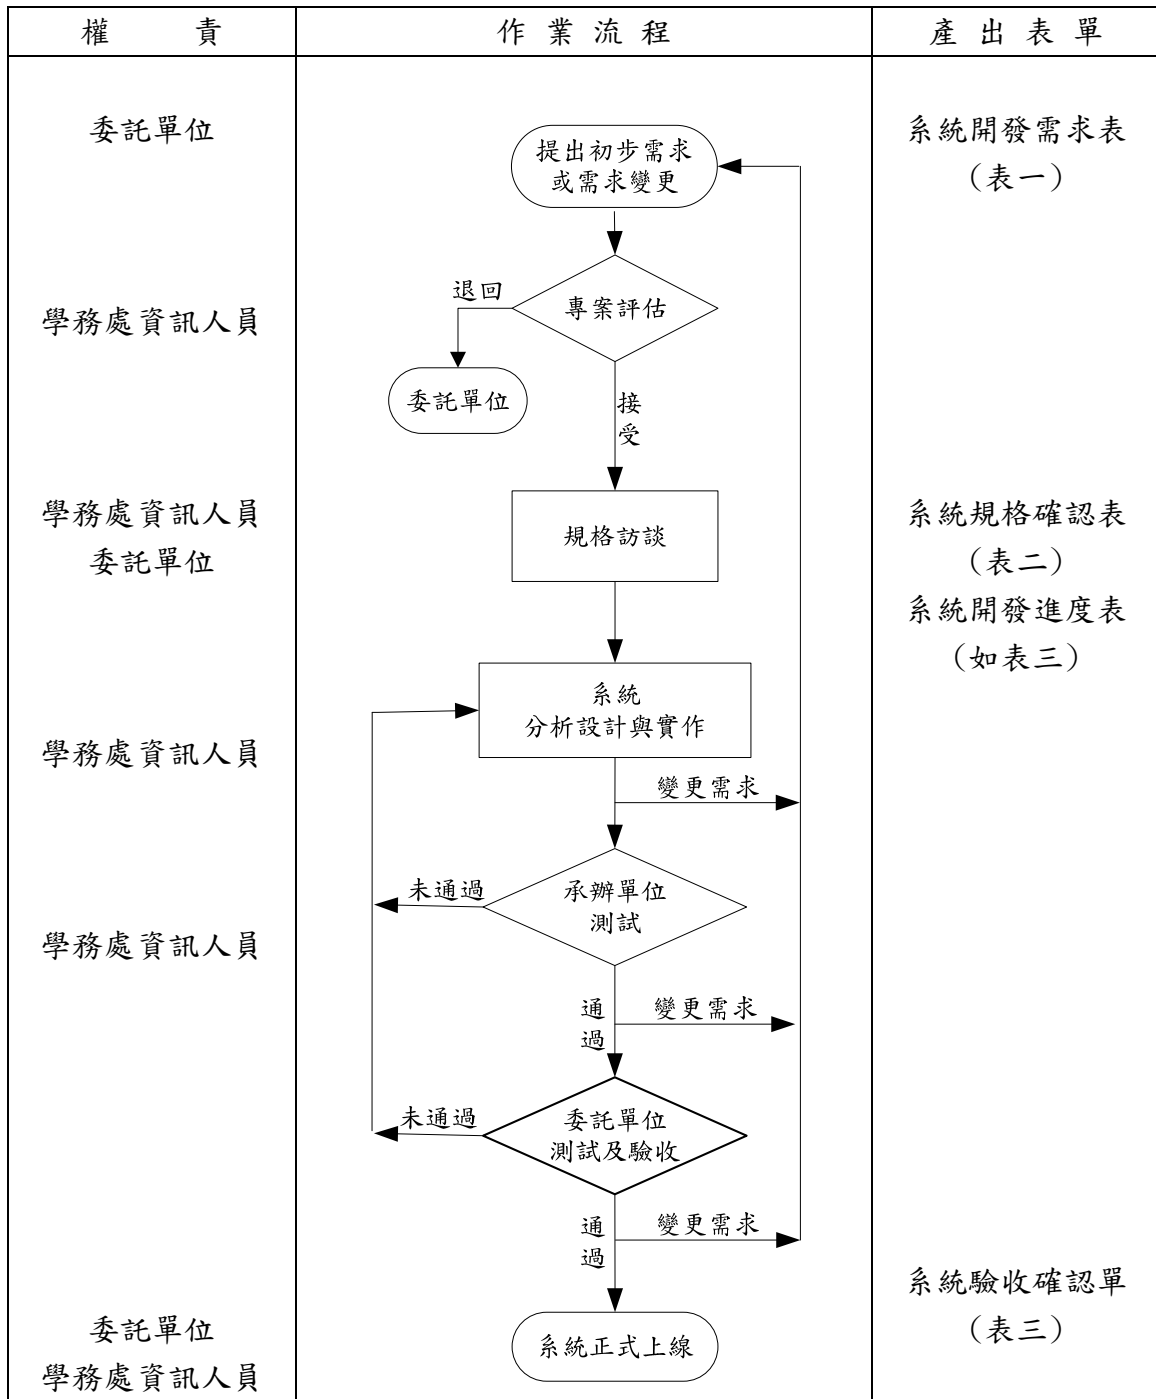 權 責
作業流程
產出表單
委託單位
提出初步需求
或需求變更
系統開發需求表
（表一）
學務處資訊人員
退回
專案評估
委託單位
接
受
學務處資訊人員
委託單位
規格訪談
系統規格確認表
（表二）
系統開發進度表
（如表三）
學務處資訊人員
系統
分析設計與實作
變更需求
學務處資訊人員
未通過
承辦單位
測試
通
過
變更需求
未通過
委託單位
測試及驗收
通
過
變更需求
系統驗收確認單
（表三）
委託單位
學務處資訊人員
系統正式上線